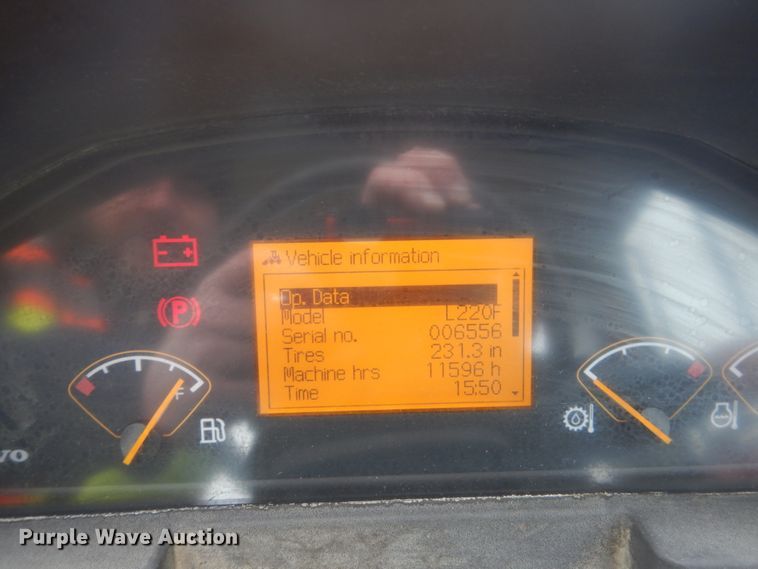 Vehicle information
Op. Data
Model L220F
Serial no. 006556
Tires 231.3 in
Machine hrs 11596 h
Time 15:50
P
F
VO
Purple Wave Auction